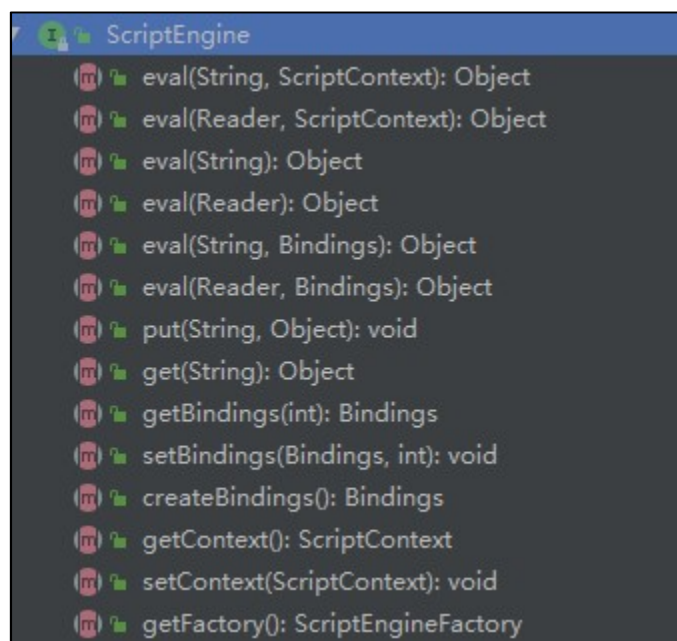 ScriptEngine
eval(String, ScriptContext): Object
eval(Reader, ScriptContext): Object
eval(String): Object
eval(Reader): Object
eval(String, Bindings): Object
eval(Reader, Bindings): Object
put(String, Object): void
get(String): Object
getBindings(int): Bindings
setBindings(Bindings, int): void
createBindings(): Bindings
getContext(): ScriptContext
setContext(ScriptContext): void
getFactory(): ScriptEngineFactory